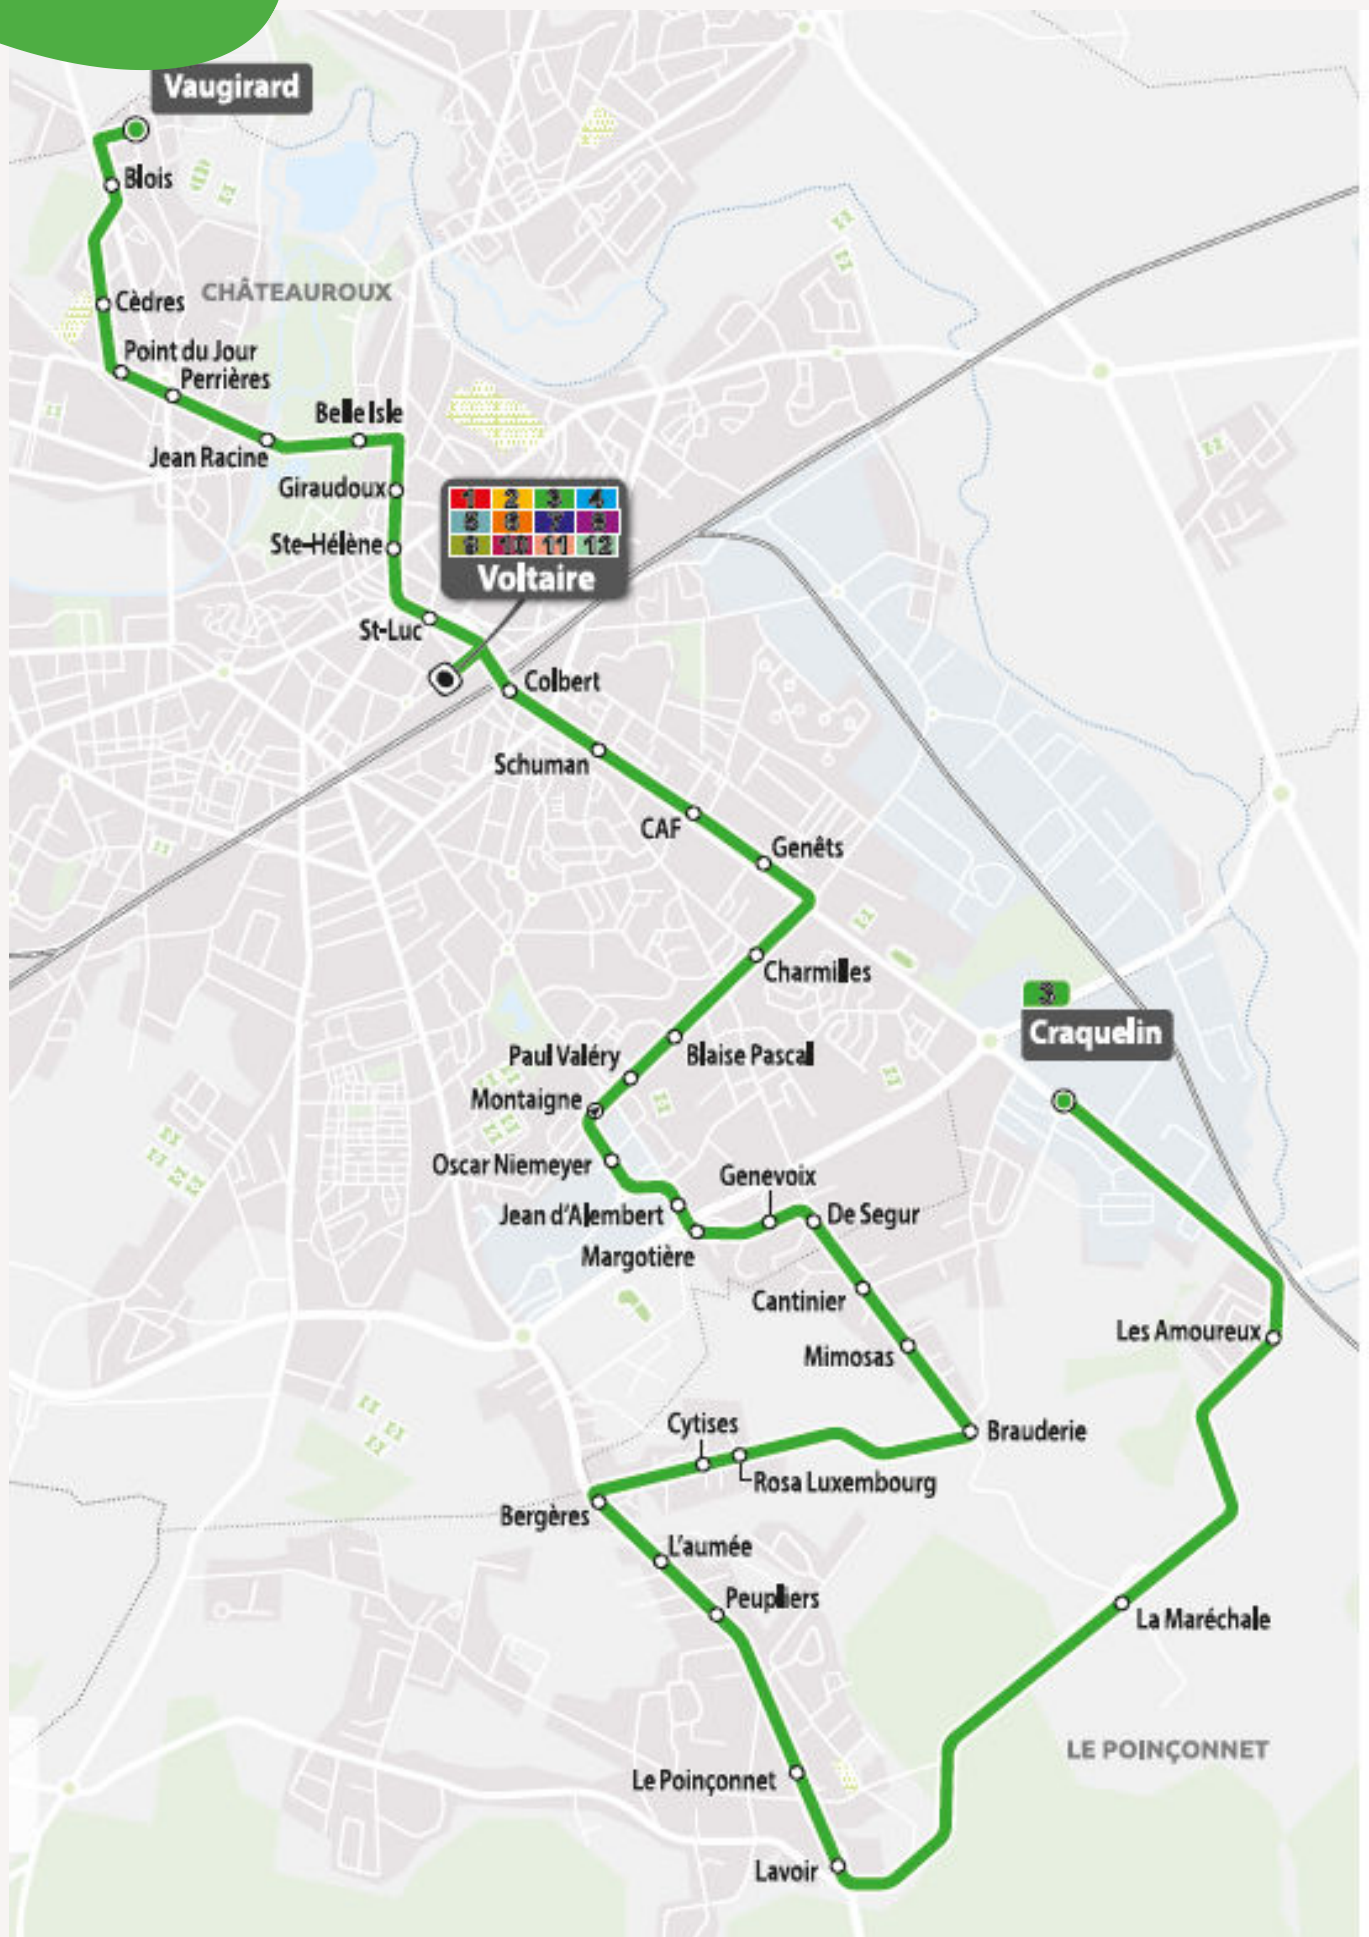 Vaugirard
Blois
CHÂTEAUROUX
Cèdres
Point du Jour
Perrières
Belle Isle
Jean Racine
Giraudoux
1 2 3 4
5 6 7 8
9 10 11 12
Voltaire
Ste-Hélène
St-Luc
Colbert
Schuman
CAF
Genêts
Charmilles
3
Craquelin
Paul Valéry
Blaise Pascal
Montaigne
Oscar Niemeyer
Genevoix
Jean d'Alembert
De Segur
Margotière
Cantinier
Les Amoureux
Mimosas
Cytises
Brauderie
Rosa Luxembourg
Bergères
L'aumée
Peupliers
La Maréchale
LE POINÇONNET
Le Poinçonnet
Lavoir